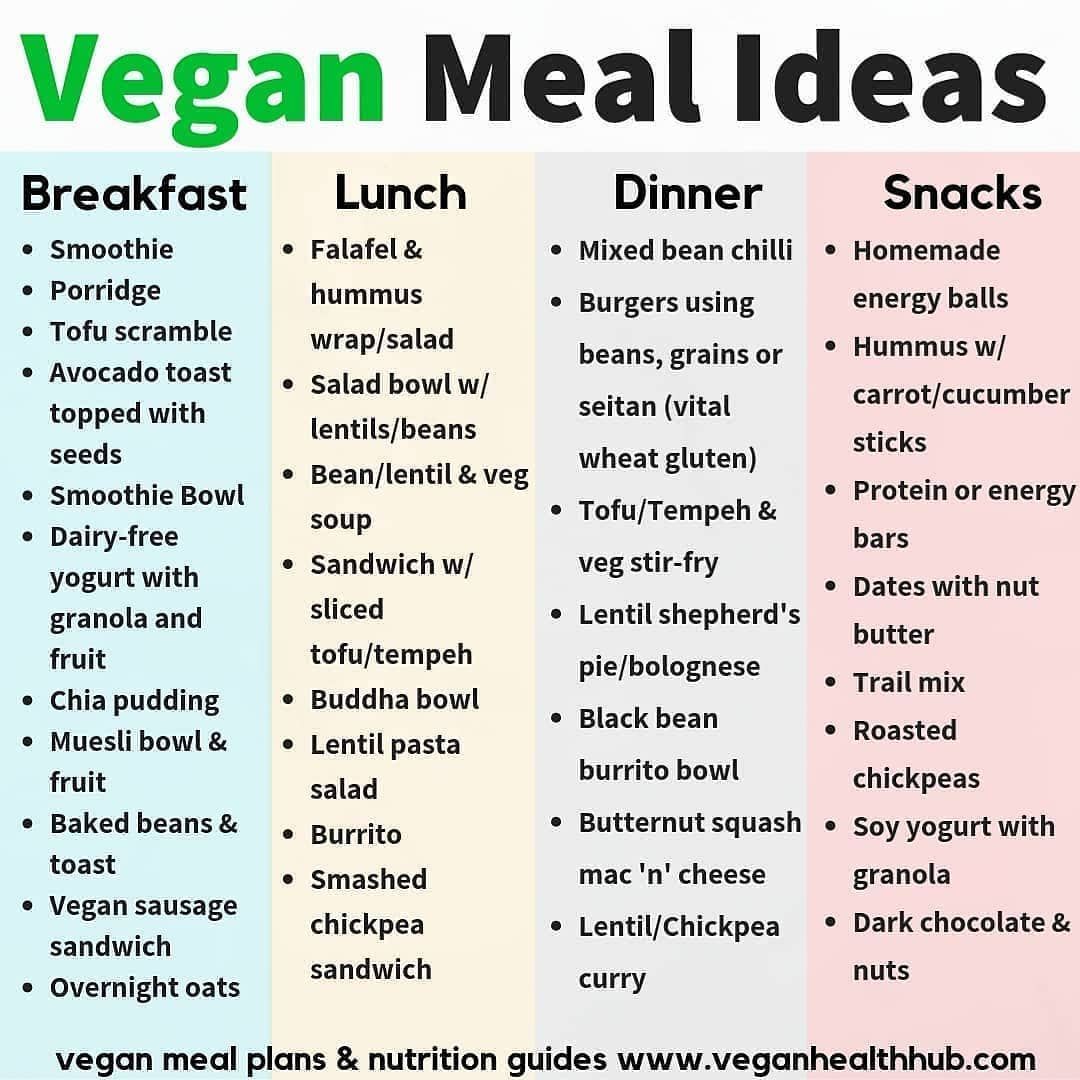 Vegan Meal Ideas
Breakfast
• Smoothie
• Porridge
• Tofu scramble
• Avocado toast
topped with
seeds
• Smoothie Bowl
• Dairy-free
yogurt with
granola and
fruit
• Chia pudding
• Muesli bowl &
fruit
• Baked beans &
toast
• Vegan sausage
sandwich
• Overnight oats
Lunch
• Falafel &
hummus
wrap/salad
• Salad bowl w/
lentils/beans
• Bean/lentil & veg
soup
• Sandwich w/
sliced
tofu/tempeh
• Buddha bowl
• Lentil pasta
salad
• Burrito
• Smashed
chickpea
sandwich
Dinner
• Mixed bean chilli
• Burgers using
beans, grains or
seitan (vital
wheat gluten)
• Tofu/Tempeh &
veg stir-fry
• Lentil shepherd's
pie/bolognese
• Black bean
burrito bowl
• Butternut squash
mac 'n' cheese
• Lentil/Chickpea
curry
Snacks
• Homemade
energy balls
• Hummus w/
carrot/cucumber
sticks
• Protein or energy
bars
• Dates with nut
butter
• Trail mix
• Roasted
chickpeas
• Soy yogurt with
granola
• Dark chocolate &
nuts
vegan meal plans & nutrition guides www.veganhealthhub.com